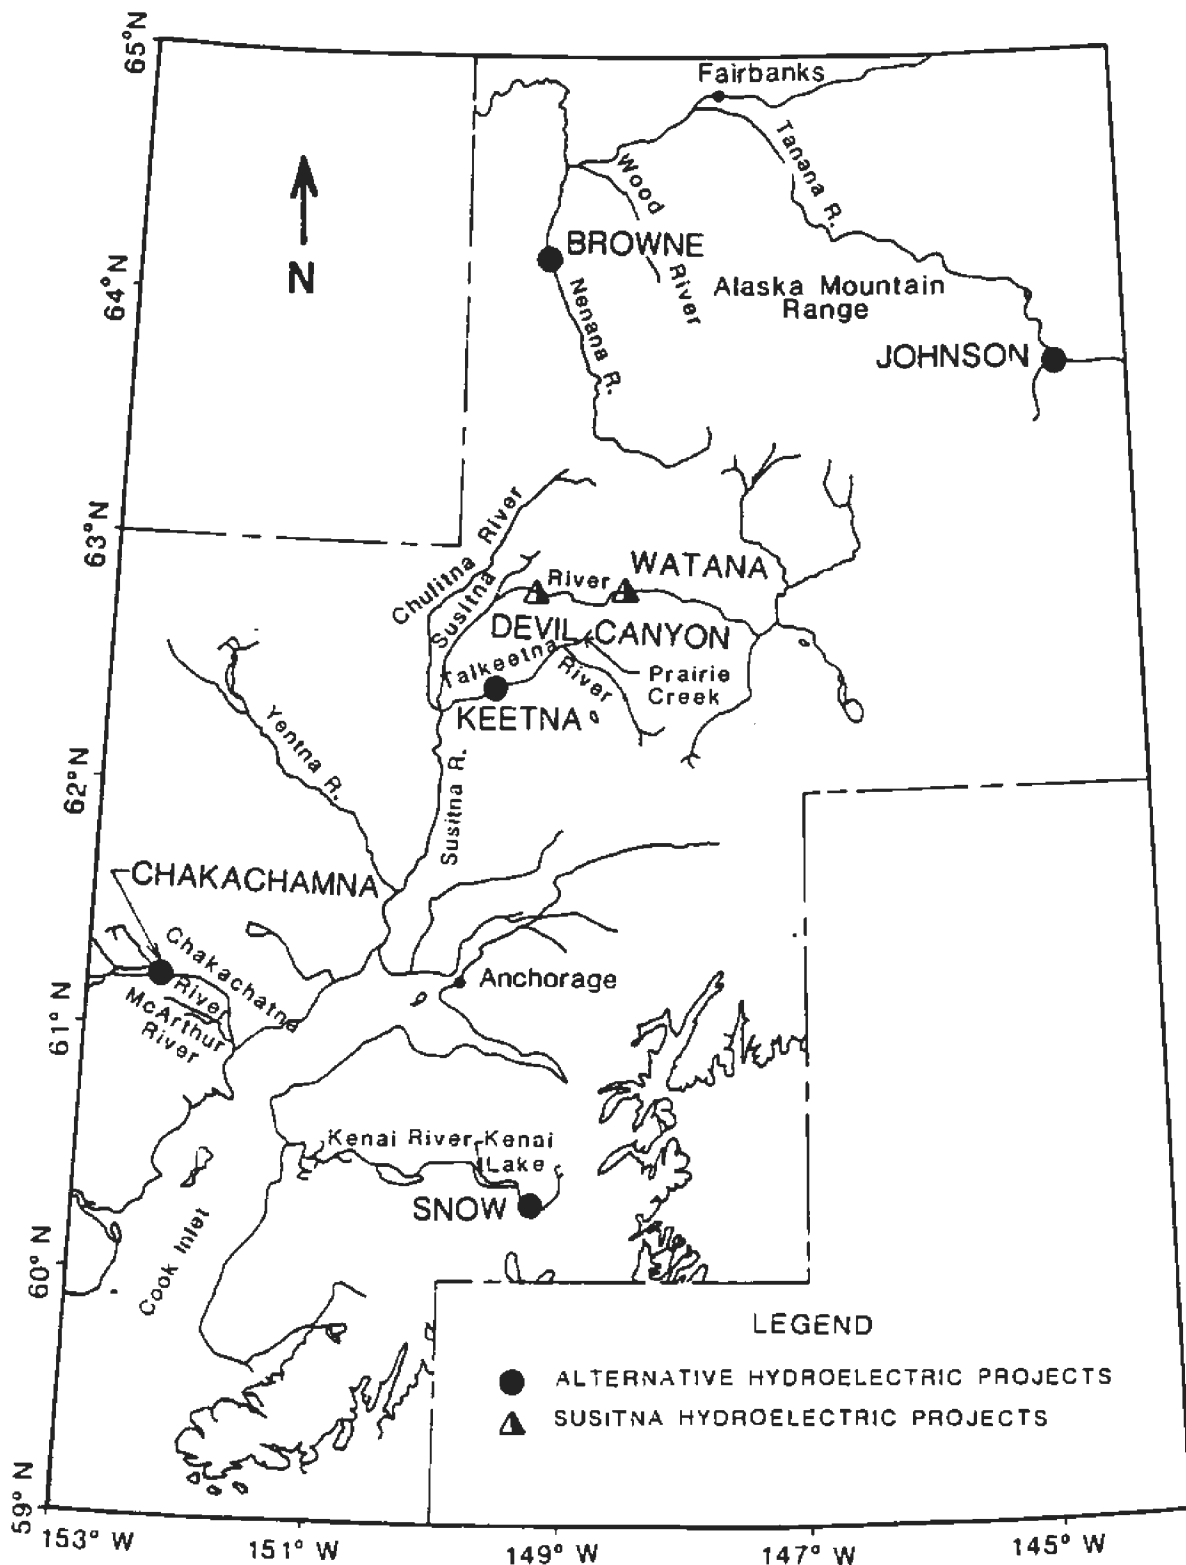 65°N
Fairbanks
Tanana R.
Wood
River
BROWNE
N
64°N
Nenana R.
Alaska Mountain
Range
JOHNSON
63°N
Chulitna River
Susitna
River
WATANA
DEVIL CANYON
Talkeetna
River
Prairie
Creek
KEETNA
Yentna R.
62°N
Susitna R.
CHAKACHAMNA
Chakachatna
River
McArthur
River
Anchorage
61°N
Kenai River
Kenai
Lake
SNOW
Cook Inlet
60°N
LEGEND
ALTERNATIVE HYDROELECTRIC PROJECTS
SUSITNA HYDROELECTRIC PROJECTS
59°N
153° W
151° W
149° W
147° W
145° W